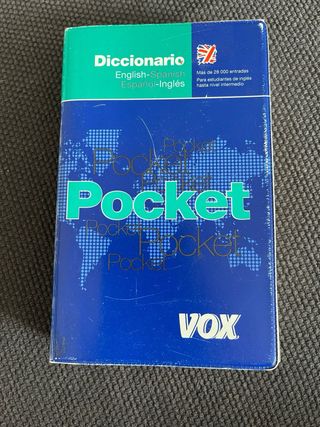 Diccionario
English-Spanish
Español-Inglés
Más de 28 000 entradas
Para estudiantes de inglés
hasta nivel intermedio
Pocket
Pocket
Pocket
Pocket
Pocket
Pocket
Pocket
VOX